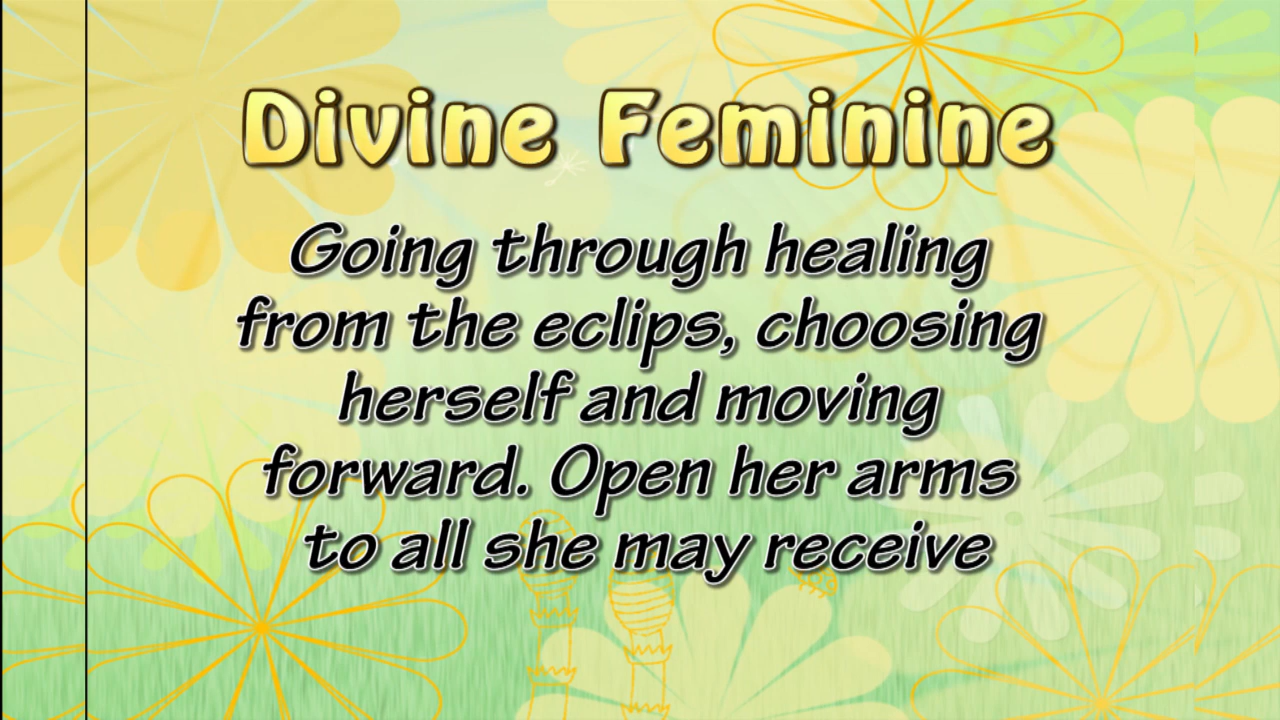 Divine Feminine
Going through healing
from the eclips, choosing
herself and moving
forward. Open her arms
to all she may receive